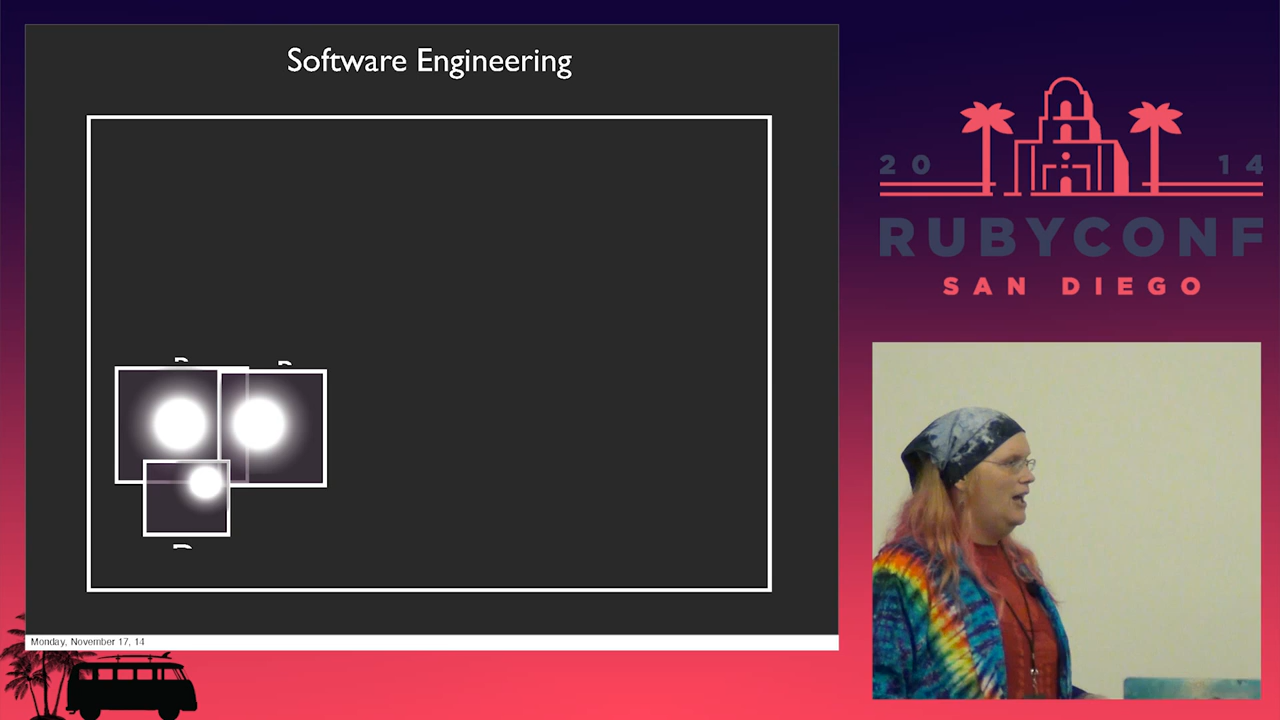 Software Engineering
Monday, November 17, 14
20 14
RUBYCONF
SAN DIEGO